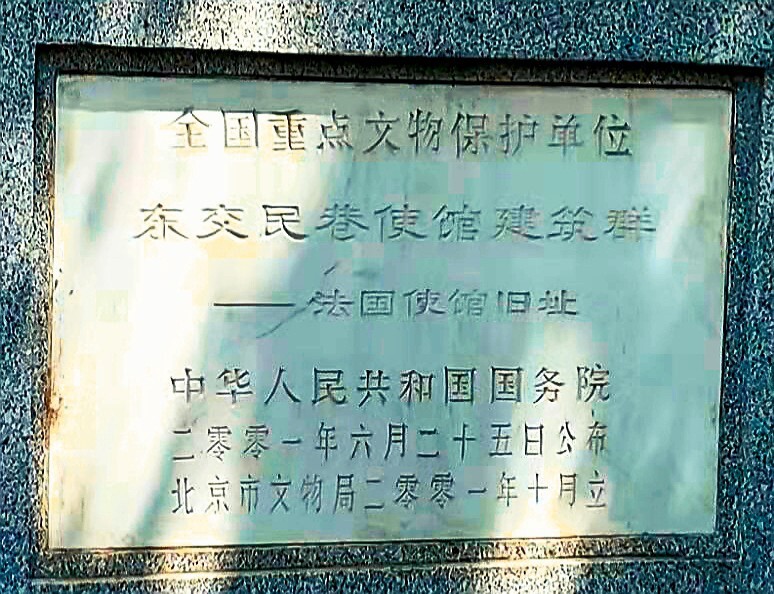 全国重点文物保护单位
东交民巷使馆建筑群
——法国使馆旧址
中华人民共和国国务院
二零零一年六月二十五日公布
北京市文物局二零零一年十月立